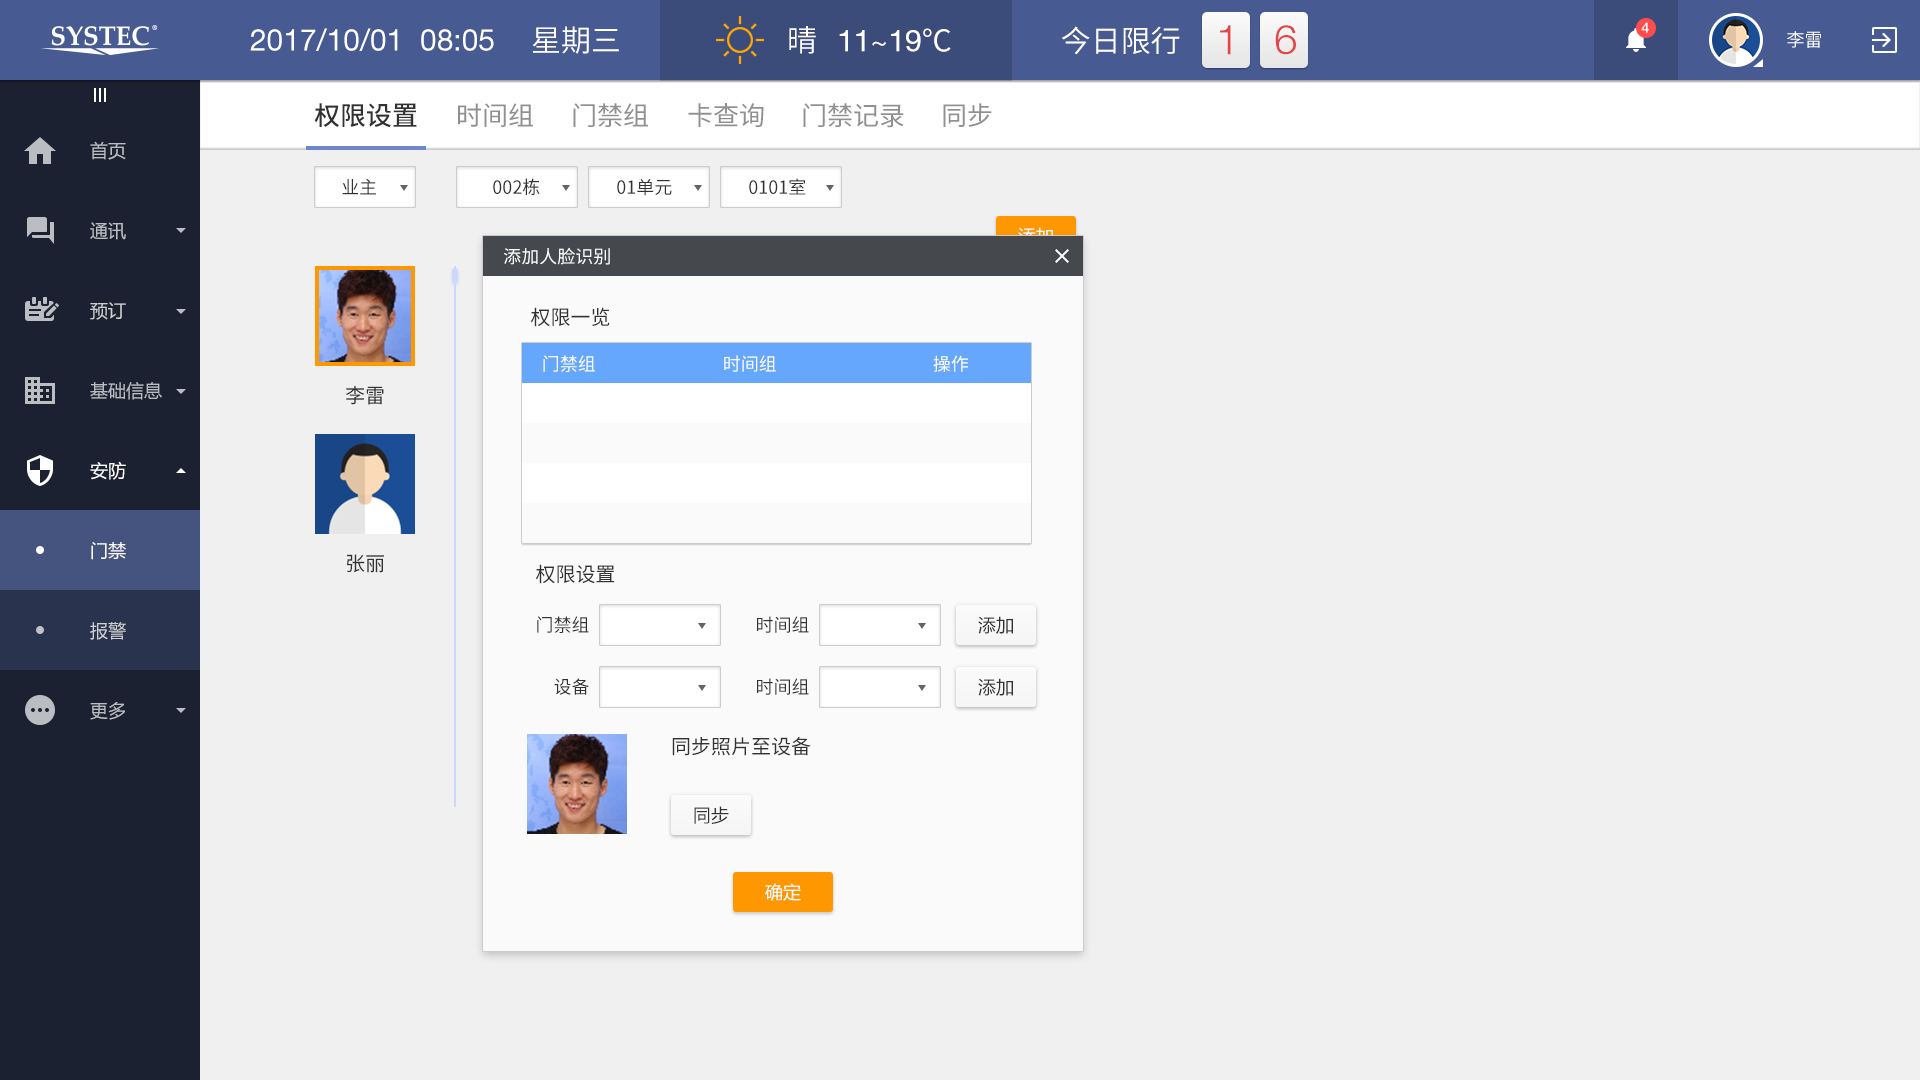 SYSTEC®
2017/10/01 08:05 星期三
晴 11~19℃
今日限行 1 6
4
李雷
首页
通讯
预订
基础信息
安防
门禁
报警
更多
权限设置 时间组 门禁组 卡查询 门禁记录 同步
业主 002栋 01单元 0101室
添加
李雷
张丽
添加人脸识别
权限一览
门禁组 时间组 操作
权限设置
门禁组 时间组 添加
设备 时间组 添加
同步照片至设备
同步
确定